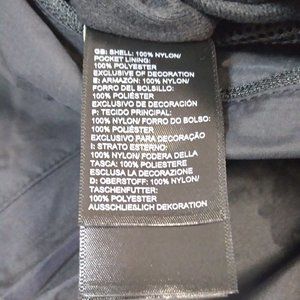 GB: SHELL: 100% NYLON/
POCKET LINING:
100% POLYESTER
EXCLUSIVE OF DECORATION
E: ARMAZON: 100% NYLON/
FORRO DEL BOLSILLO:
100% POLIÉSTER
EXCLUSIVO DE DECORACIÓN
P: TECIDO PRINCIPAL:
100% NYLON/ FORRO DO BOLSO:
100% POLIÉSTER
EXCLUSIVO PARA DECORAÇÃO
I: STRATO ESTERNO:
100% NYLON/ FODERA DELLA
TASCA: 100% POLIESTERE
ESCLUSA LA DECORAZIONE
D: OBERSTOFF: 100% NYLON/
TASCHENFUTTER:
100% POLYESTER
AUSSCHLIEßLICH DEKORATION